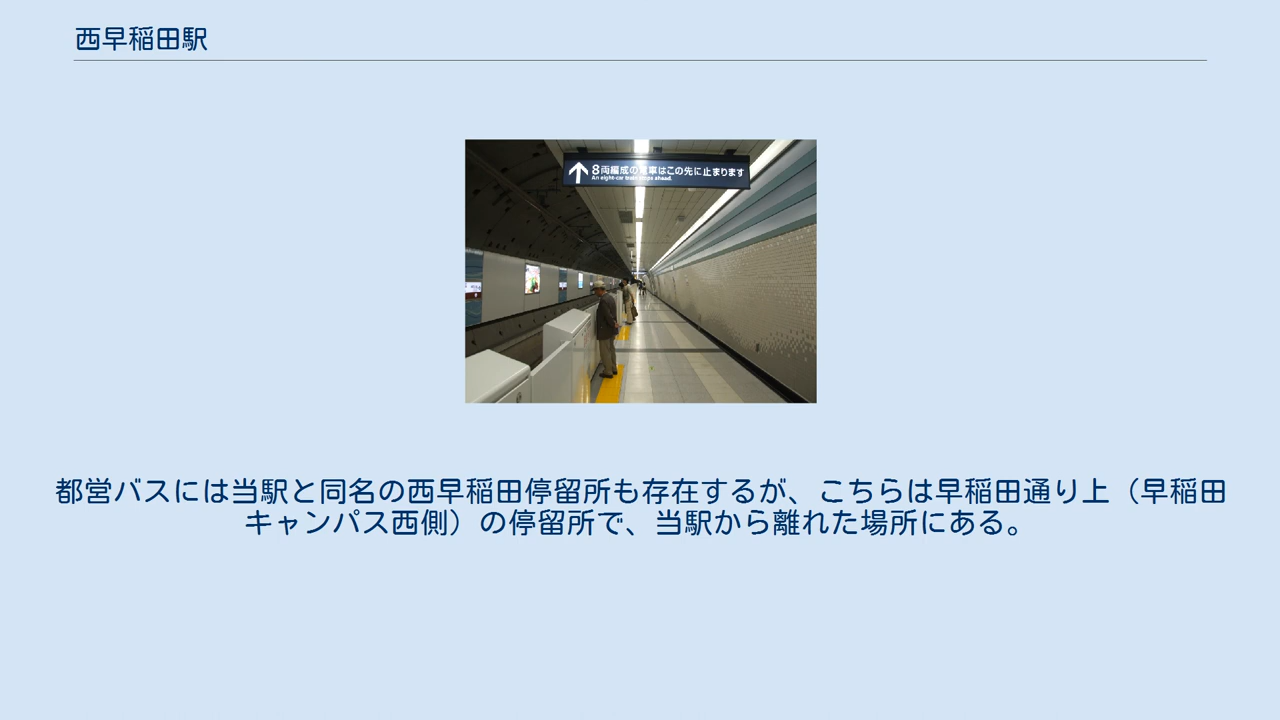 西早稲田駅
8両編成の電車はこの先に止まります
An eight-car train stops ahead.
都営バスには当駅と同名の西早稲田停留所も存在するが、こちらは早稲田通り上（早稲田
キャンパス西側）の停留所で、当駅から離れた場所にある。